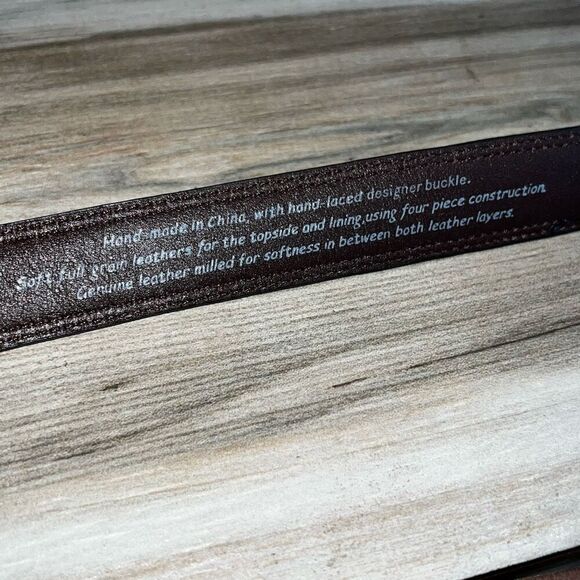 Hand-made in China, with hand-laced designer buckle.
Soft full grain leathers for the topside and lining,using four piece construction.
Genuine leather milled for softness in between both leather layers.